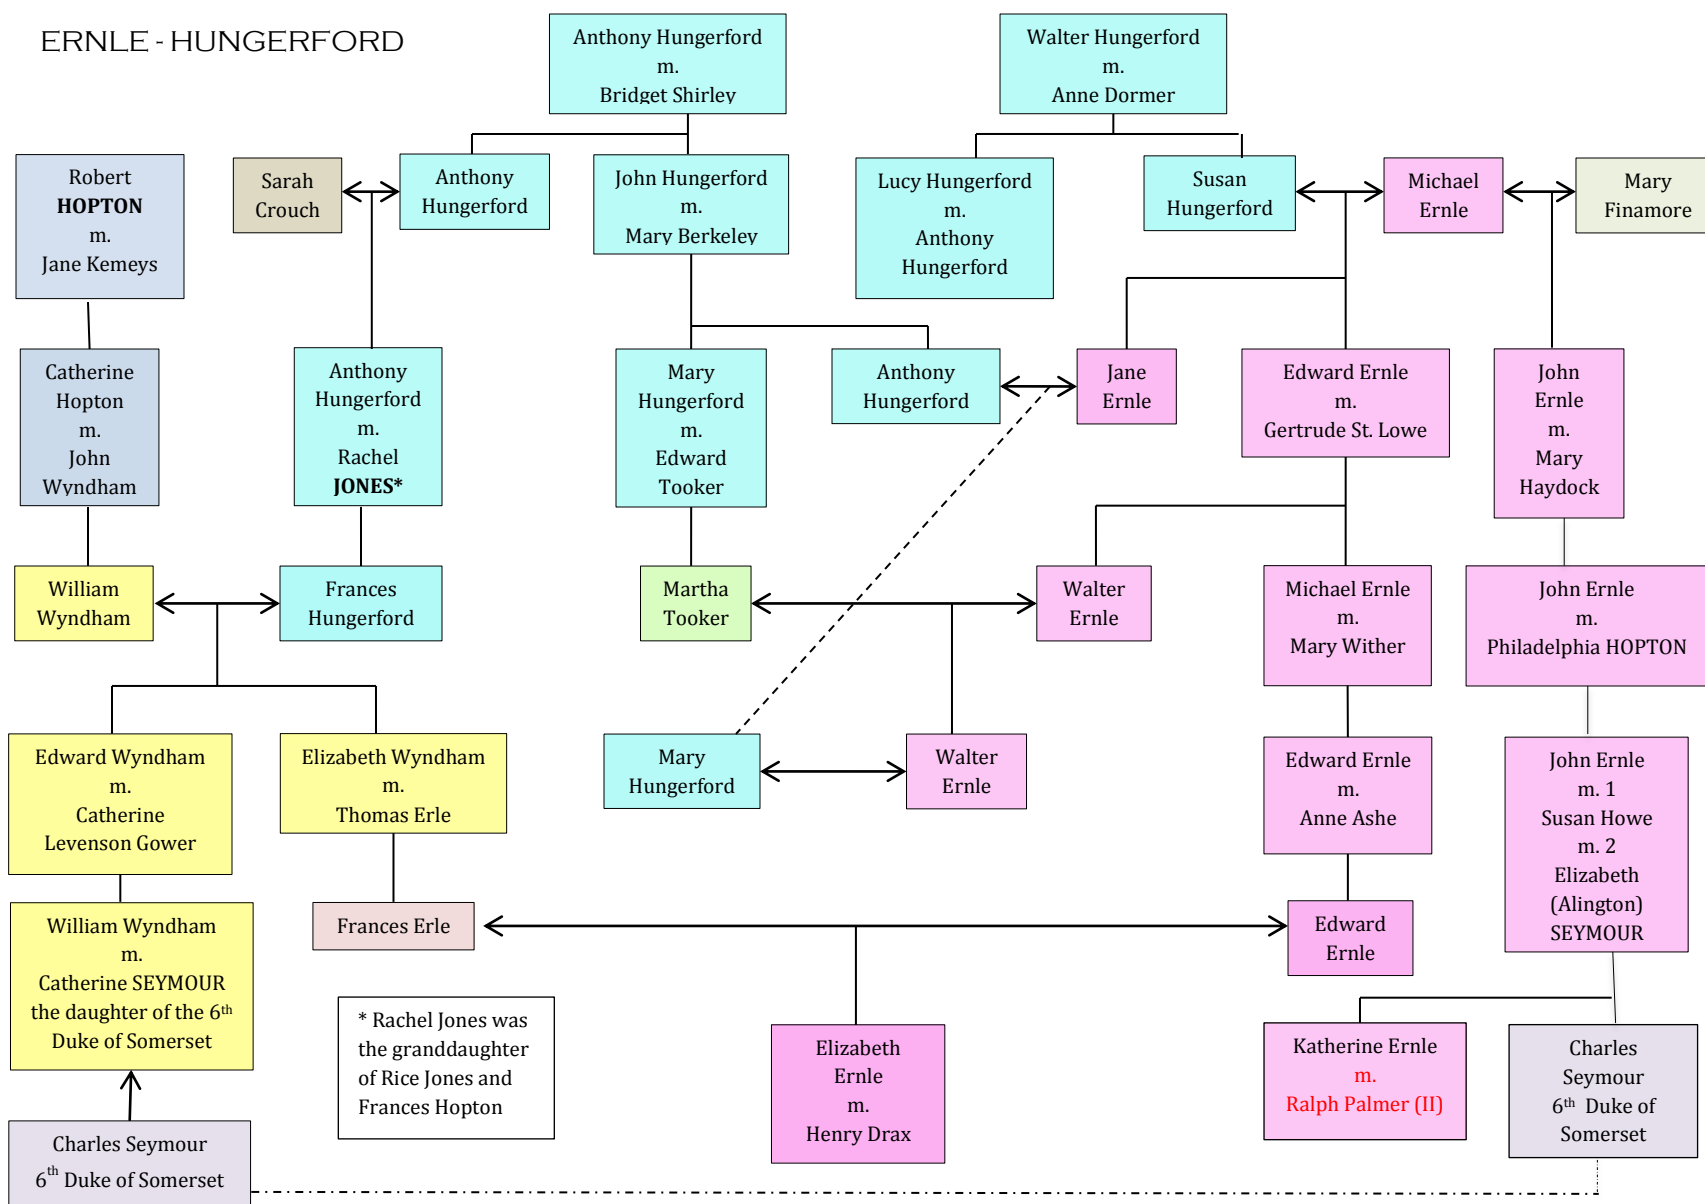 ERNLE - HUNGERFORD
Anthony Hungerford
m.
Bridget Shirley
Walter Hungerford
m.
Anne Dormer
Robert
HOPTON
m.
Jane Kemeys
Sarah
Crouch
Anthony
Hungerford
John Hungerford
m.
Mary Berkeley
Lucy Hungerford
m.
Anthony
Hungerford
Susan
Hungerford
Michael
Ernle
Mary
Finamore
Catherine
Hopton
m.
John
Wyndham
Anthony
Hungerford
m.
Rachel
JONES*
Mary
Hungerford
m.
Edward
Tooker
Anthony
Hungerford
Jane
Ernle
Edward Ernle
m.
Gertrude St. Lowe
John
Ernle
m.
Mary
Haydock
William
Wyndham
Frances
Hungerford
Martha
Tooker
Walter
Ernle
Michael Ernle
m.
Mary Wither
John Ernle
m.
Philadelphia HOPTON
Edward Wyndham
m.
Catherine
Levenson Gower
Elizabeth Wyndham
m.
Thomas Erle
Mary
Hungerford
Walter
Ernle
Edward Ernle
m.
Anne Ashe
John Ernle
m. 1
Susan Howe
m. 2
Elizabeth
(Alington)
SEYMOUR
William Wyndham
m.
Catherine SEYMOUR
the daughter of the 6th
Duke of Somerset
Frances Erle
Edward
Ernle
* Rachel Jones was
the granddaughter
of Rice Jones and
Frances Hopton
Elizabeth
Ernle
m.
Henry Drax
Katherine Ernle
m.
Ralph Palmer (II)
Charles
Seymour
6th Duke of
Somerset
Charles Seymour
6th Duke of Somerset